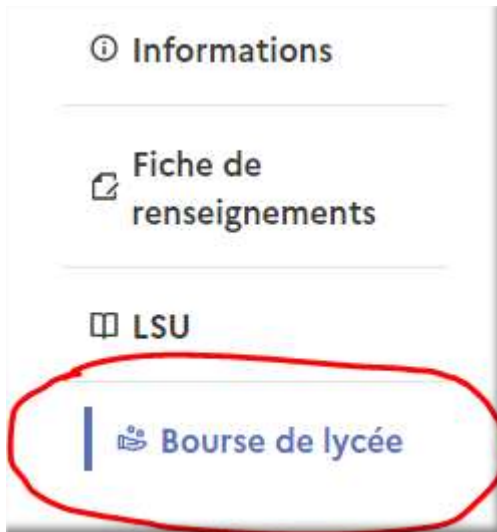 Informations
Fiche de
renseignements
LSU
Bourse de lycée